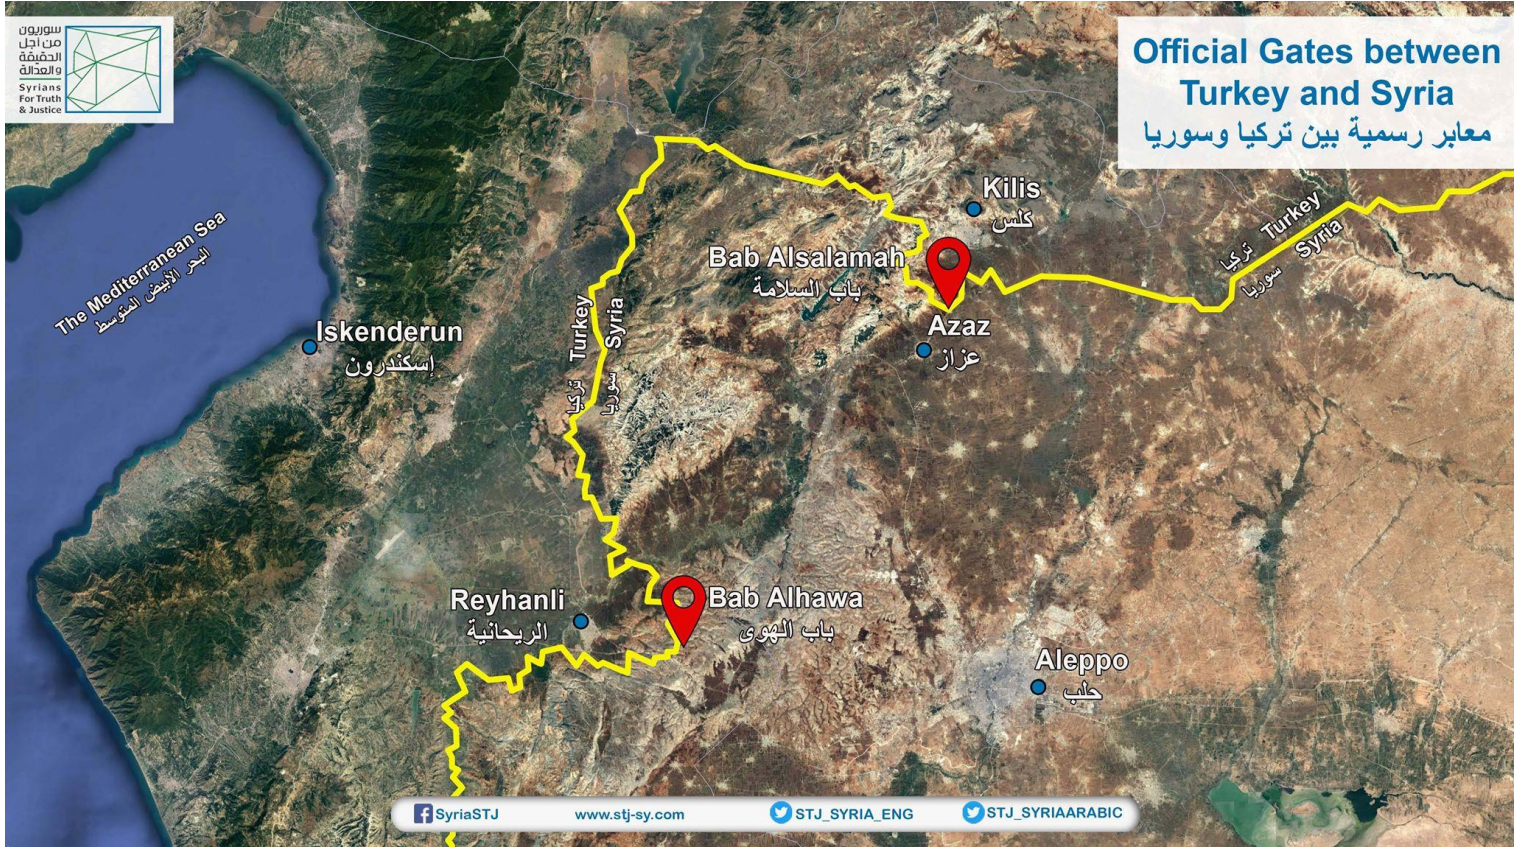 سوريون
من أجل
الحقيقة
والعدالة
Syrians
For Truth
& Justice
Official Gates between
Turkey and Syria
معابر رسمية بين تركيا وسوريا
Kilis
كلس
Turkey
تركيا
Syria
سوريا
The Mediterranean Sea
البحر الأبيض المتوسط
Bab Alsalamah
باب السلامة
Azaz
عزاز
Iskenderun
إسكندرون
Turkey
تركيا
Syria
سوريا
Reyhanli
الريحانية
Bab Alhawa
باب الهوى
Aleppo
حلب
SyriaSTJ
www.stj-sy.com
STJ_SYRIA_ENG
STJ_SYRIAARABIC